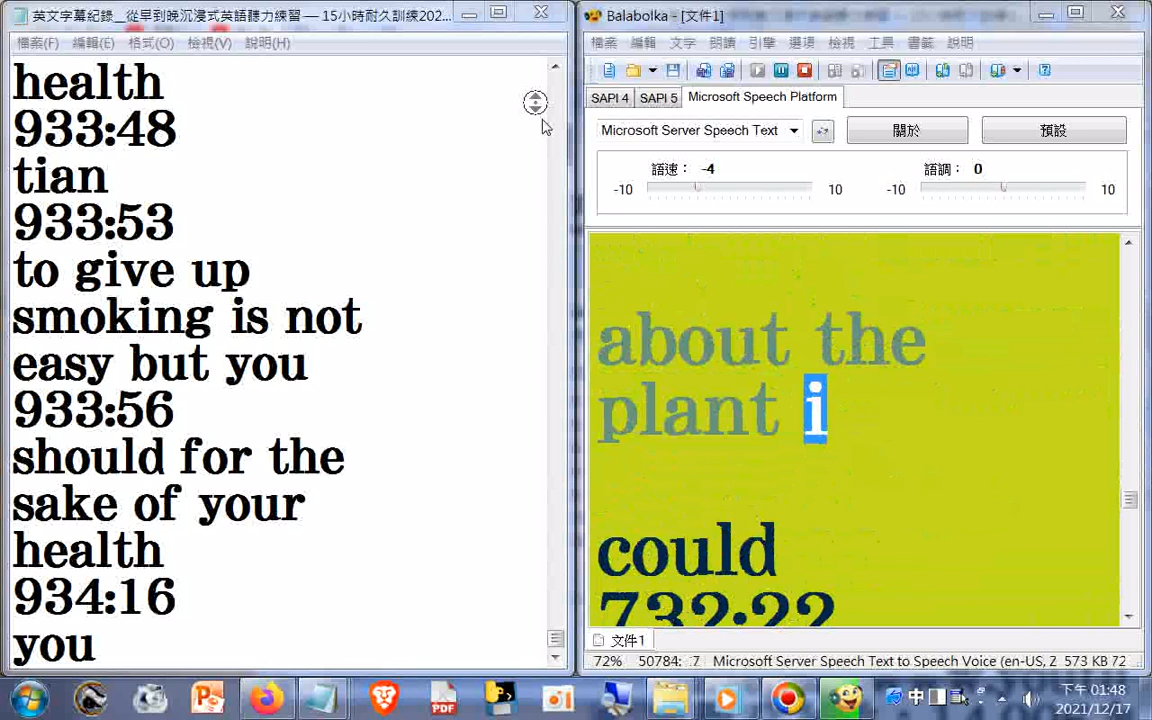 英文字幕紀錄__從早到晚沉浸式英語聽力練習 — 15小時耐久訓練202...
檔案(F) 編輯(E) 格式(O) 檢視(V) 說明(H)
health
933:48
tian
933:53
to give up
smoking is not
easy but you
933:56
should for the
sake of your
health
934:16
you
Balabolka - [文件1]
檔案 編輯 文字 朗讀 引擎 選項 檢視 工具 書籤 說明
SAPI 4 SAPI 5 Microsoft Speech Platform
Microsoft Server Speech Text 關於 預設
語速： -4 語調： 0
-10 10 -10 10
about the
plant i
could
732:22
文件1
72% 50784: 7 Microsoft Server Speech Text to Speech Voice (en-US, 2 573 KB 72
PDF 中 下午 01:48
2021/12/17